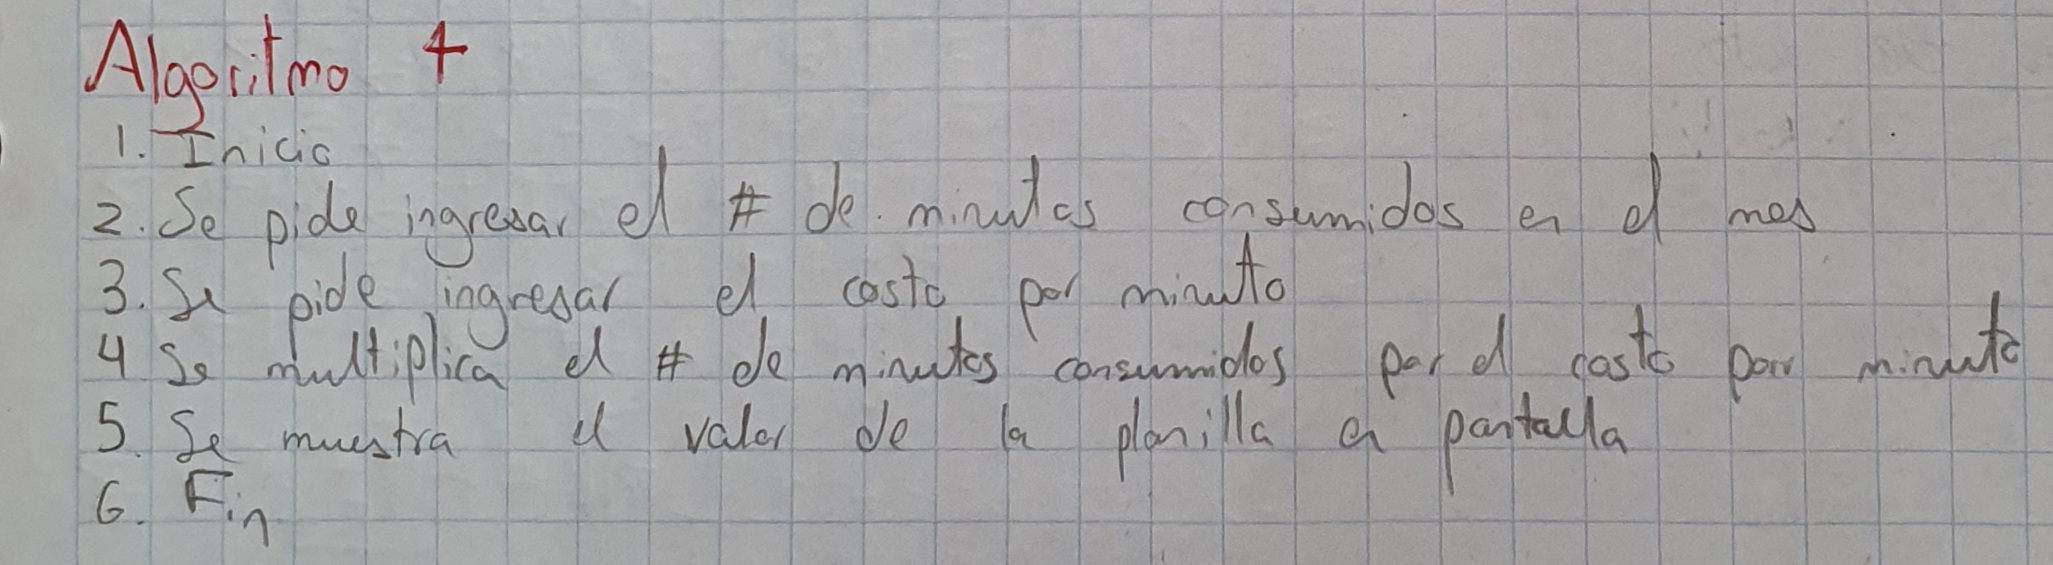 Algoritmo 4
1. Inicio
2. Se pide ingresar el # de minutos consumidos en el mes
3. Se pide ingresar el costo por minuto
4 Se multiplica el # de minutos consumidos por el costo por minuto
5. Se muestra el valor de la planilla en pantalla
6. Fin